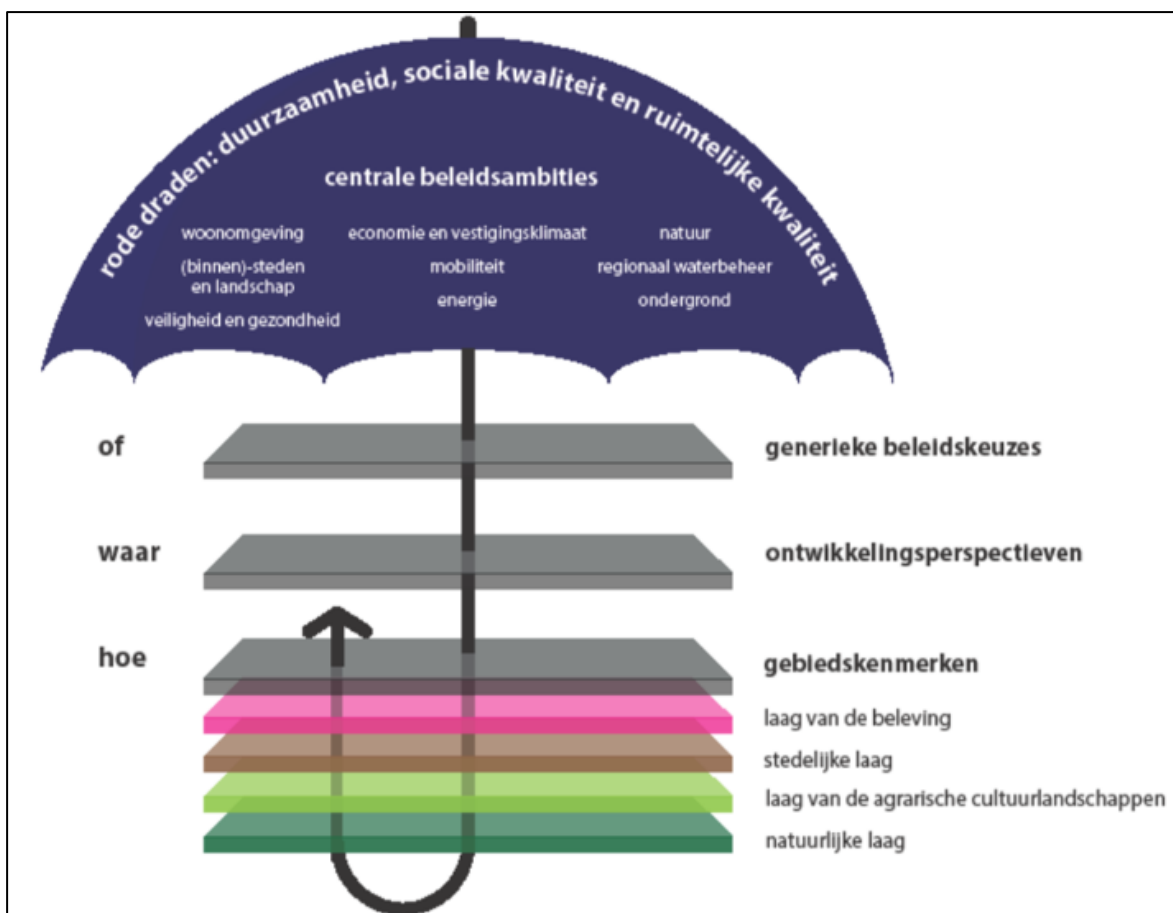 rode draden: duurzaamheid, sociale kwaliteit en ruimtelijke kwaliteit
centrale beleidsambities
woonomgeving
(binnen)-steden
en landschap
veiligheid en gezondheid
economie en vestigingsklimaat
mobiliteit
energie
natuur
regionaal waterbeheer
ondergrond
of
generieke beleidskeuzes
waar
ontwikkelingsperspectieven
hoe
gebiedskenmerken
laag van de beleving
stedelijke laag
laag van de agrarische cultuurlandschappen
natuurlijke laag